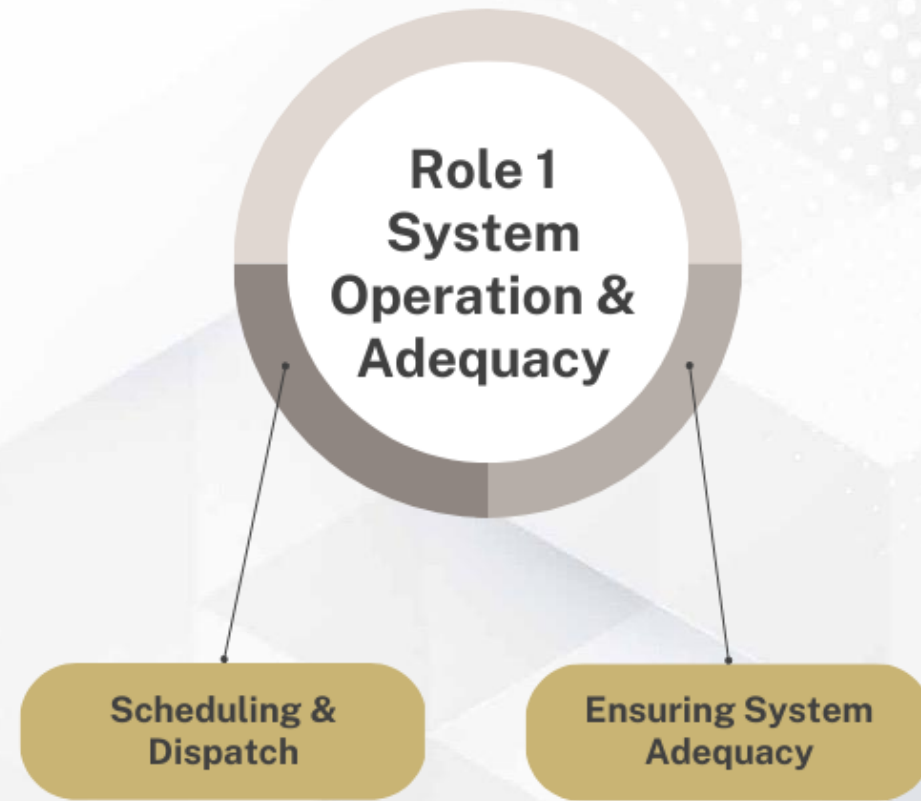 Role 1
System
Operation &
Adequacy
Scheduling &
Dispatch
Ensuring System
Adequacy